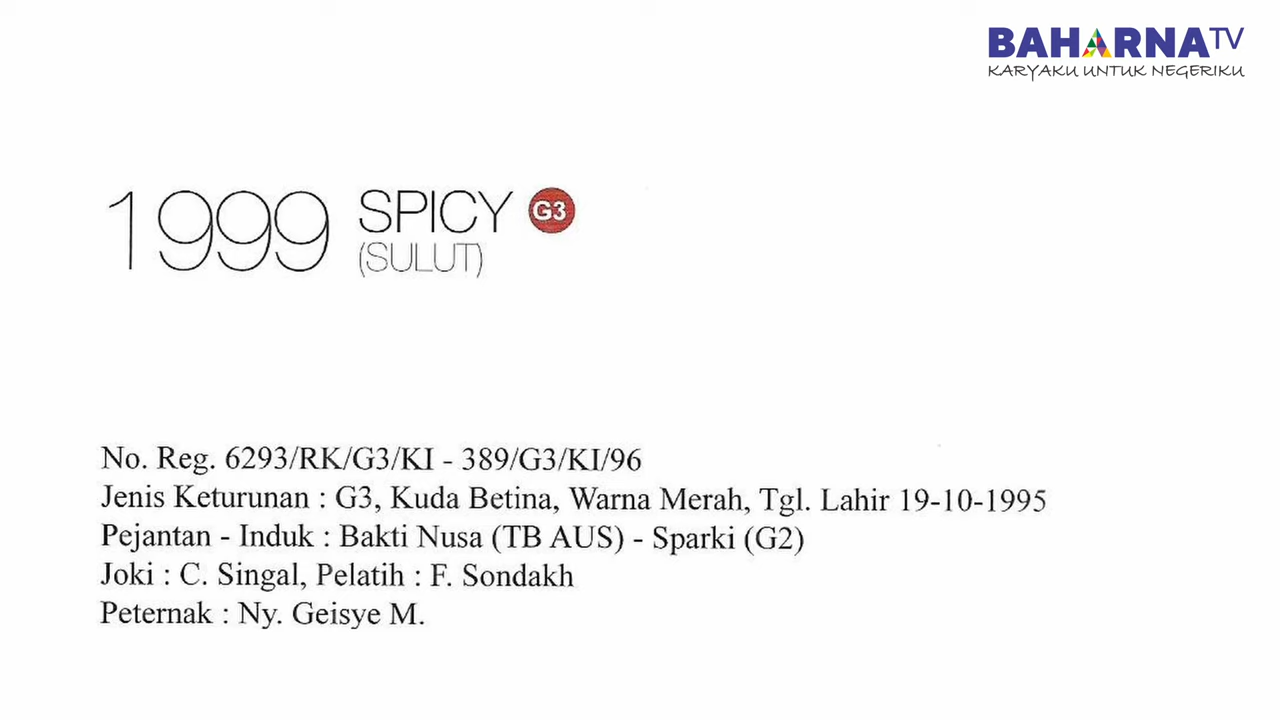 BAHARNATV
KARYAKU UNTUK NEGERIKU
1999 SPICY G3
(SULUT)
No. Reg. 6293/RK/G3/KI - 389/G3/KI/96
Jenis Keturunan : G3, Kuda Betina, Warna Merah, Tgl. Lahir 19-10-1995
Pejantan - Induk : Bakti Nusa (TB AUS) - Sparki (G2)
Joki : C. Singal, Pelatih : F. Sondakh
Peternak : Ny. Geisye M.